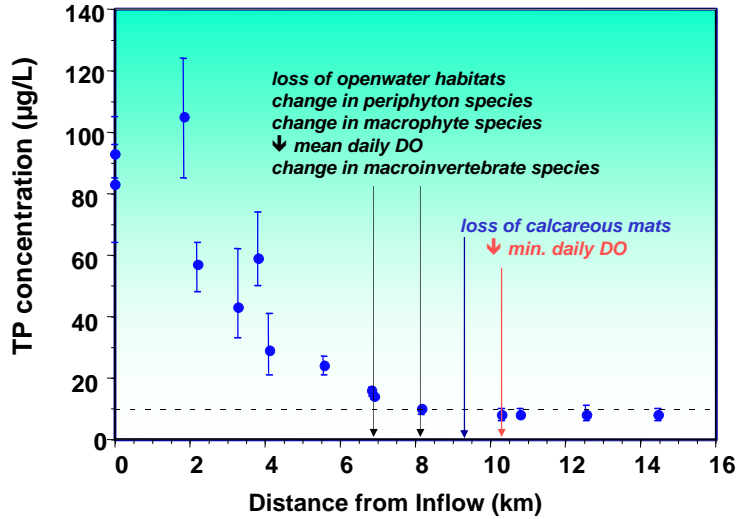 140
120
100
80
60
40
20
0
TP concentration (µg/L)
loss of openwater habitats
change in periphyton species
change in macrophyte species
↓ mean daily DO
change in macroinvertebrate species
loss of calcareous mats
↓ min. daily DO
0 2 4 6 8 10 12 14 16
Distance from Inflow (km)